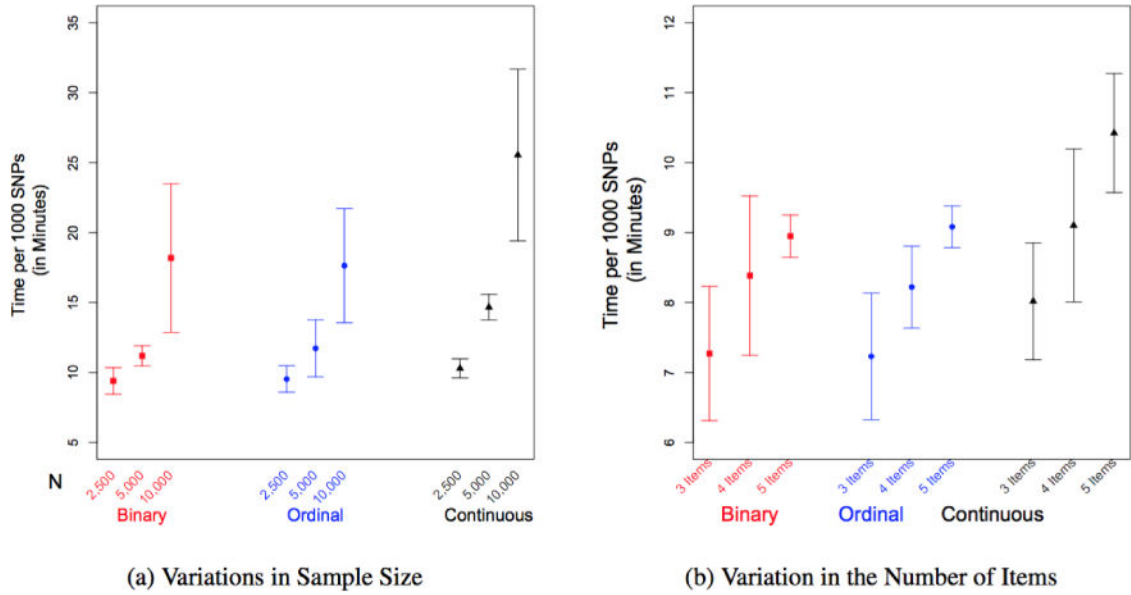 Time per 1000 SNPs
(in Minutes)
35
30
25
20
15
10
5
N
2,500
5,000
10,000
2,500
5,000
10,000
2,500
5,000
10,000
Binary
Ordinal
Continuous
(a) Variations in Sample Size
Time per 1000 SNPs
(in Minutes)
12
11
10
9
8
7
6
3 Items
4 Items
5 Items
3 Items
4 Items
5 Items
3 Items
4 Items
5 Items
Binary
Ordinal
Continuous
(b) Variation in the Number of Items